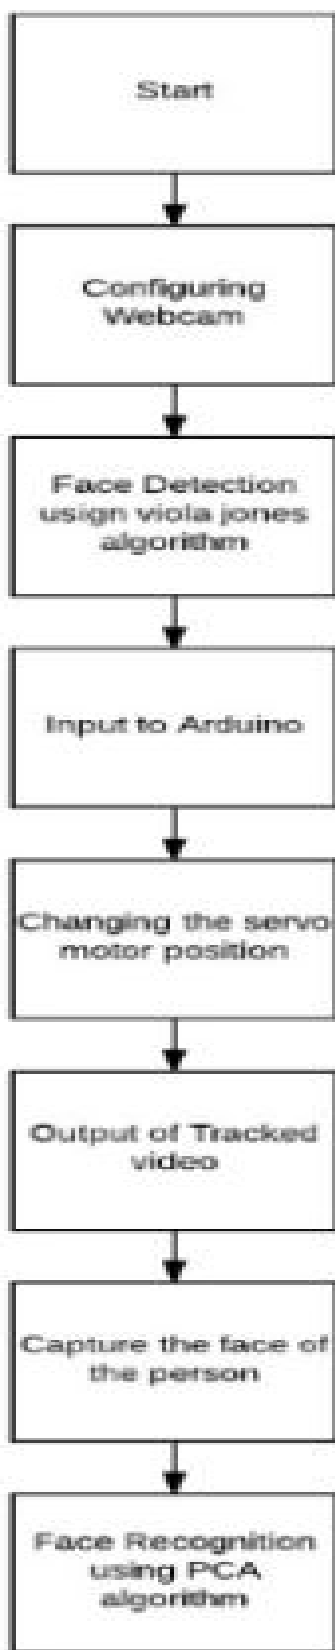 Start
Configuring
Webcam
Face Detection
usign viola jones
algorithm
Input to Arduino
Changing the servo
motor position
Output of Tracked
video
Capture the face of
the person
Face Recognition
using PCA
algorithm